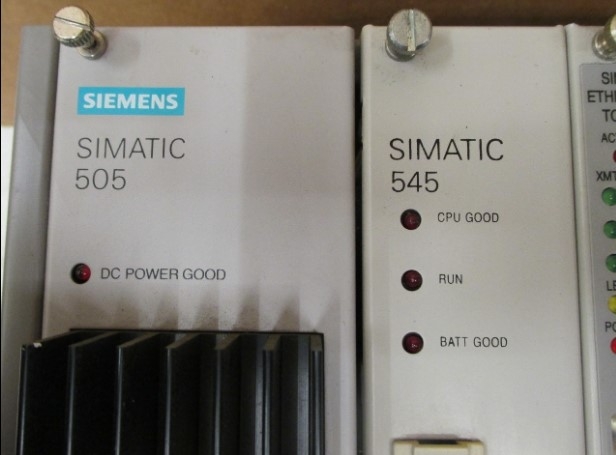 SIEMENS
SIMATIC
505
DC POWER GOOD
SIMATIC
545
CPU GOOD
RUN
BATT GOOD